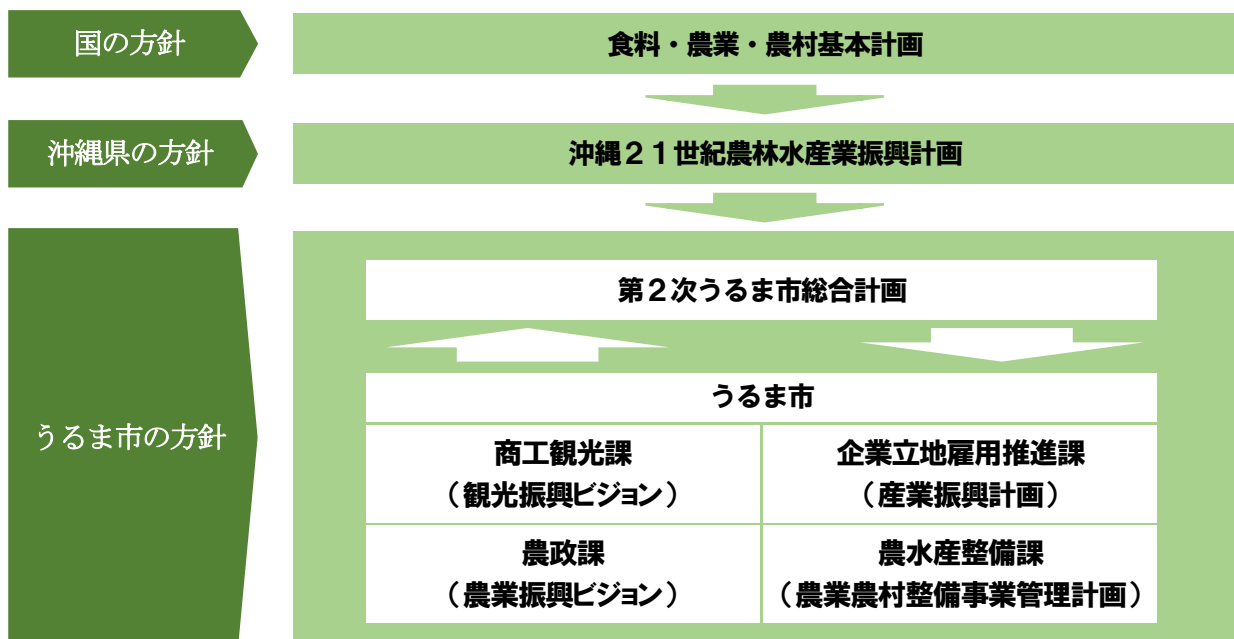 国の方針
食料・農業・農村基本計画
沖縄県の方針
沖縄２１世紀農林水産業振興計画
うるま市の方針
第２次うるま市総合計画
うるま市
商工観光課
（観光振興ビジョン）
企業立地雇用推進課
（産業振興計画）
農政課
（農業振興ビジョン）
農水産整備課
（農業農村整備事業管理計画）